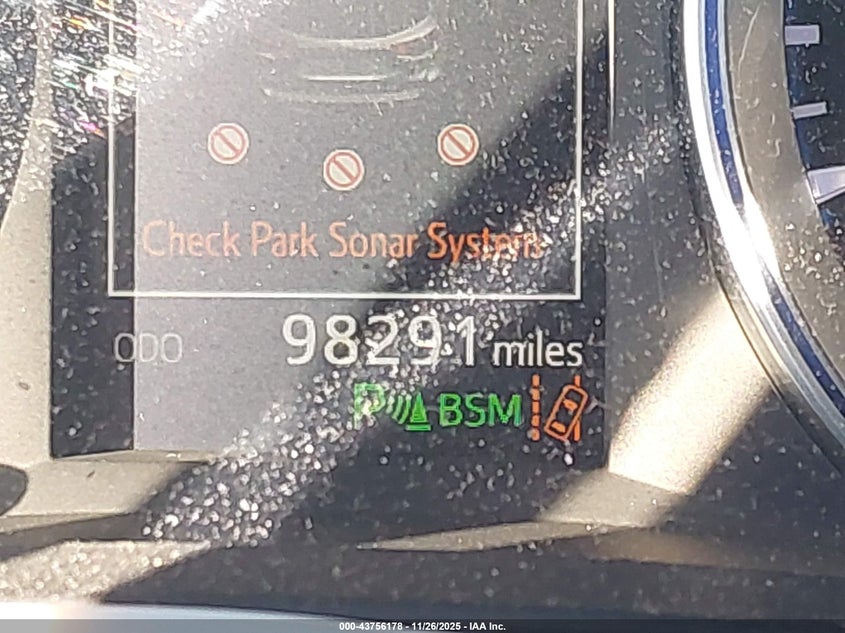 Check Park Sonar System
ODO 98291 miles
P BSM
000-43756178 - 11/26/2025 - IAA Inc.